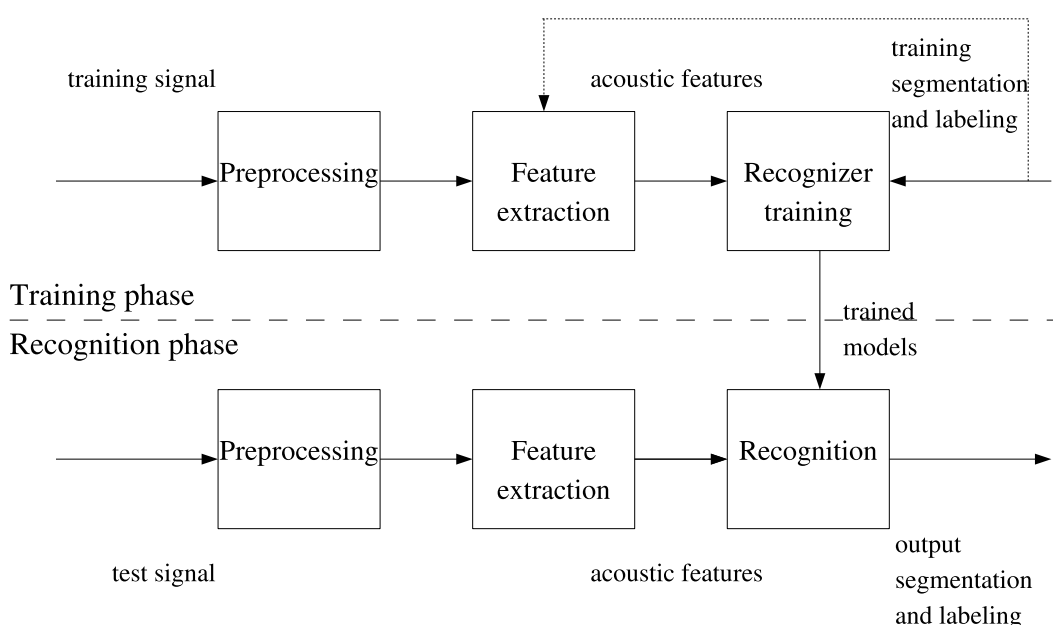 training signal
acoustic features
training
segmentation
and labeling
Preprocessing
Feature
extraction
Recognizer
training
Training phase
trained
models
Recognition phase
Preprocessing
Feature
extraction
Recognition
test signal
acoustic features
output
segmentation
and labeling